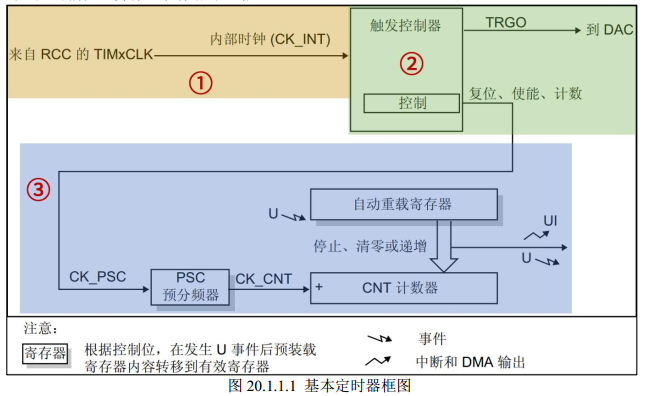 来自 RCC 的 TIMxCLK
内部时钟 (CK_INT)
①
触发控制器
②
控制
TRGO
到 DAC
复位、使能、计数
③
自动重载寄存器
U
停止、清零或递增
UI
U
CK_PSC
PSC
预分频器
CK_CNT
+
CNT 计数器
注意：
寄存器
根据控制位，在发生 U 事件后预装载
寄存器内容转移到有效寄存器
事件
中断和 DMA 输出
图 20.1.1.1 基本定时器框图